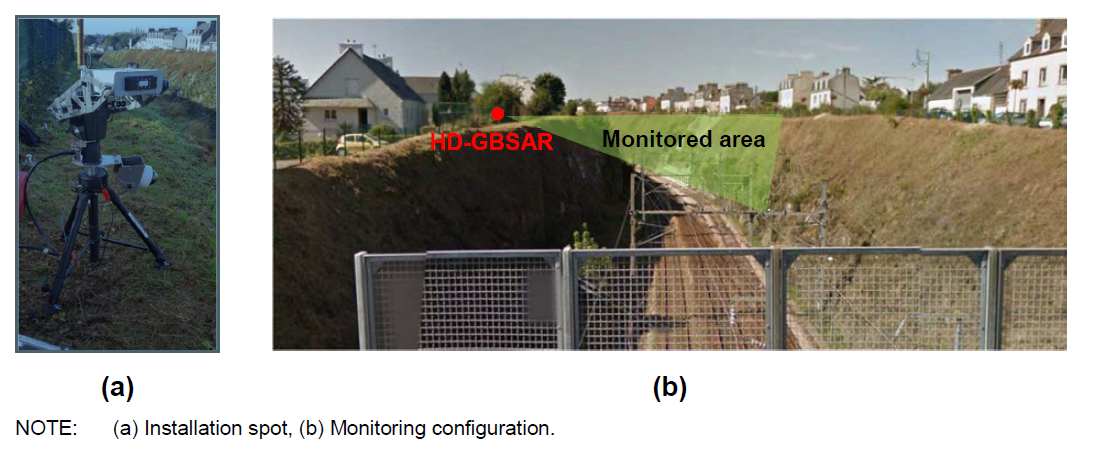 HD-GBSAR
Monitored area
(a)
(b)
NOTE: (a) Installation spot, (b) Monitoring configuration.